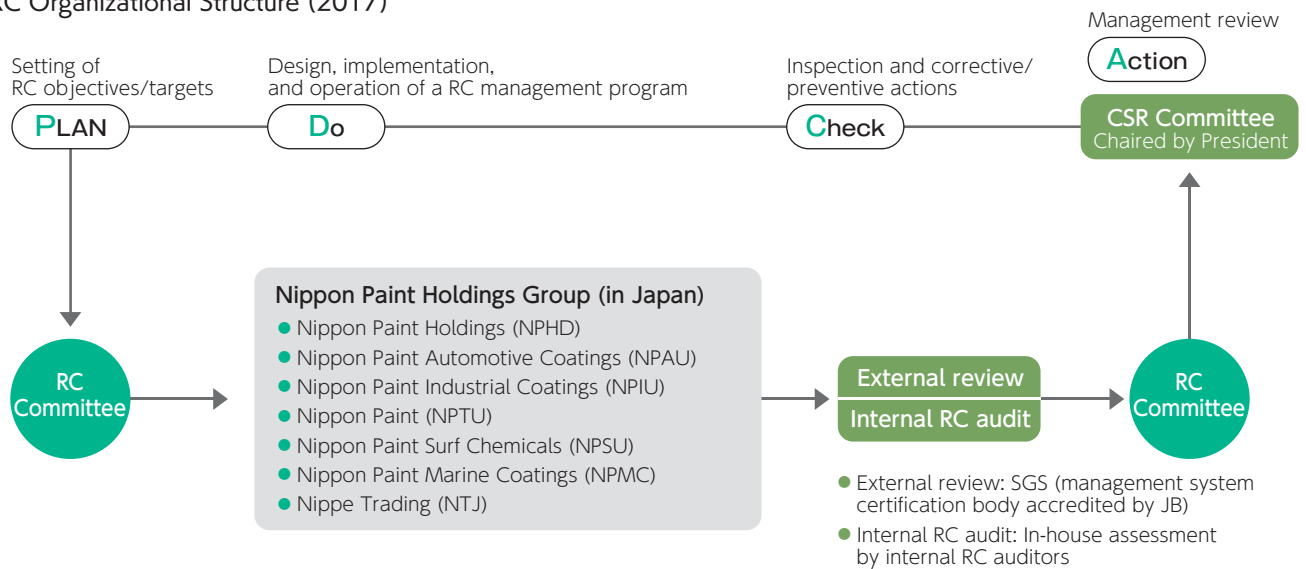 RC Organizational Structure (2017)
Setting of
RC objectives/targets
PLAN
Design, implementation,
and operation of a RC management program
Do
Inspection and corrective/
preventive actions
Check
Management review
Action
CSR Committee
Chaired by President
RC
Committee
Nippon Paint Holdings Group (in Japan)
● Nippon Paint Holdings (NPHD)
● Nippon Paint Automotive Coatings (NPAU)
● Nippon Paint Industrial Coatings (NPIU)
● Nippon Paint (NPTU)
● Nippon Paint Surf Chemicals (NPSU)
● Nippon Paint Marine Coatings (NPMC)
● Nippe Trading (NTJ)
External review
Internal RC audit
RC
Committee
● External review: SGS (management system
certification body accredited by JB)
● Internal RC audit: In-house assessment
by internal RC auditors